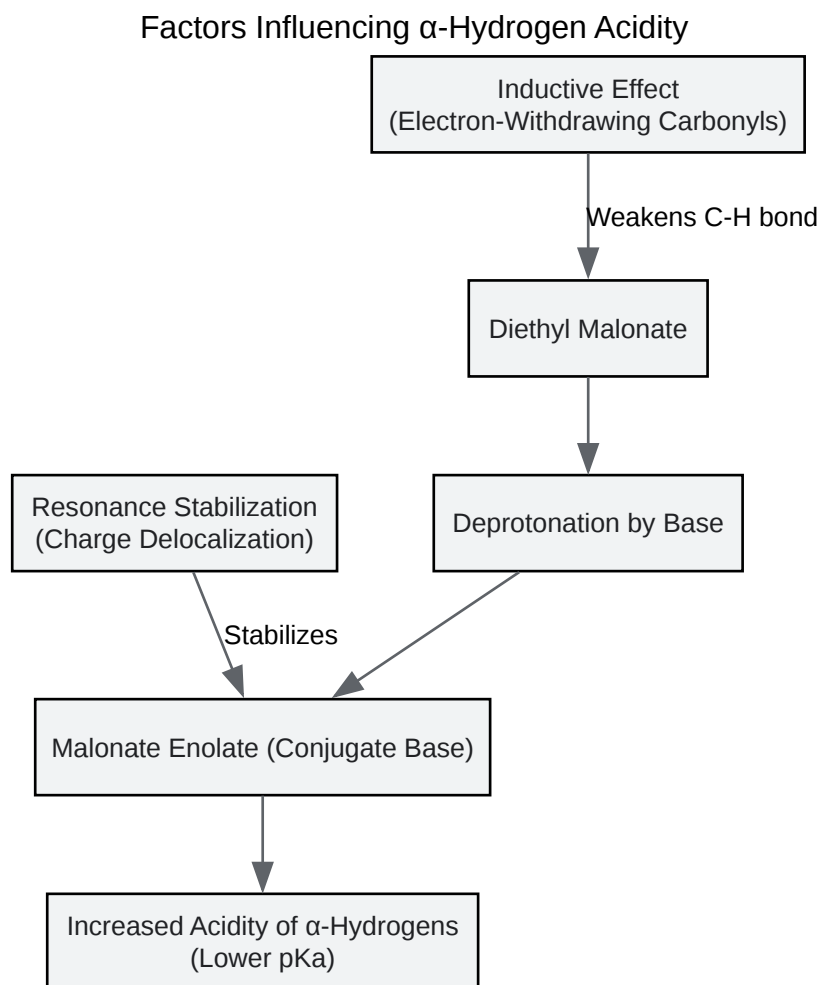 Factors Influencing α-Hydrogen Acidity
Inductive Effect
(Electron-Withdrawing Carbonyls)
Weakens C-H bond
Diethyl Malonate
Resonance Stabilization
(Charge Delocalization)
Deprotonation by Base
Stabilizes
Malonate Enolate (Conjugate Base)
Increased Acidity of α-Hydrogens
(Lower pKa)